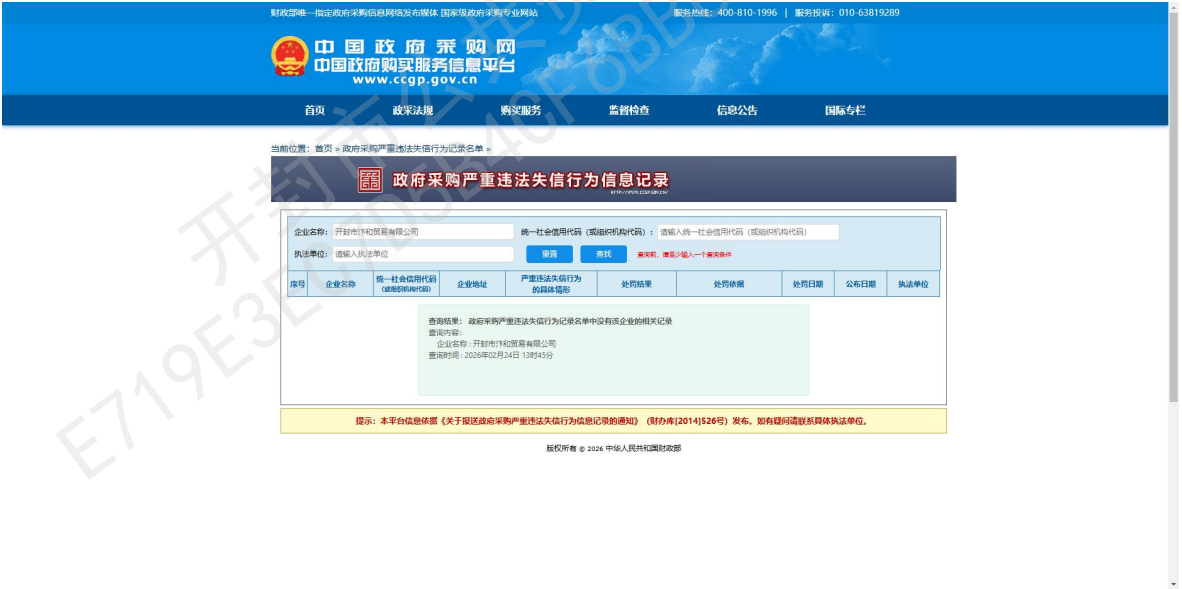 财政部唯一指定政府采购信息网络发布媒体 国家级政府采购专业网站
服务热线：400-810-1996 | 服务投诉：010-63819289
中国政府采购网
中国政府购买服务信息平台
www.ccgp.gov.cn
首页 政采法规 购买服务 监督检查 信息公告 国际专栏
当前位置：首页 » 政府采购严重违法失信行为记录名单 »
政府采购严重违法失信行为信息记录
HTTP://WWW.CCGP.GOV.CN/
企业名称： 开封市汴和贸易有限公司 统一社会信用代码（或组织机构代码）： 请输入统一社会信用代码（或组织机构代码）
执法单位： 请输入执法单位 重置 查找 查询前，请至少输入一个查询条件
序号 企业名称 统一社会信用代码（或组织机构代码） 企业地址 严重违法失信行为的具体情形 处罚结果 处罚依据 处罚日期 公布日期 执法单位
查询结果： 政府采购严重违法失信行为记录名单中没有该企业的相关记录
查询内容：
企业名称 : 开封市汴和贸易有限公司
查询时间 : 2026年02月24日 13时45分
提示：本平台信息依据《关于报送政府采购严重违法失信行为信息记录的通知》（财办库[2014]526号）发布。如有疑问请联系具体执法单位。
版权所有 © 2026 中华人民共和国财政部